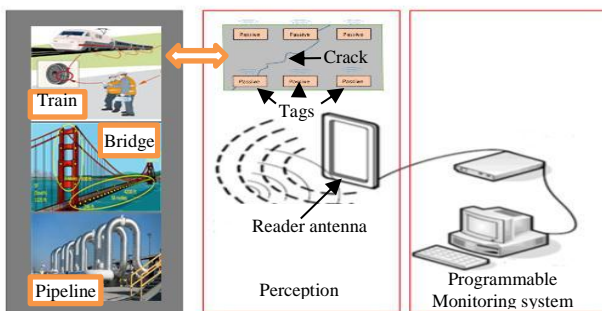 Train
Bridge
Pipeline
Passive Passive Passive
Crack
Passive Passive Passive
Tags
Reader antenna
Perception
Programmable
Monitoring system